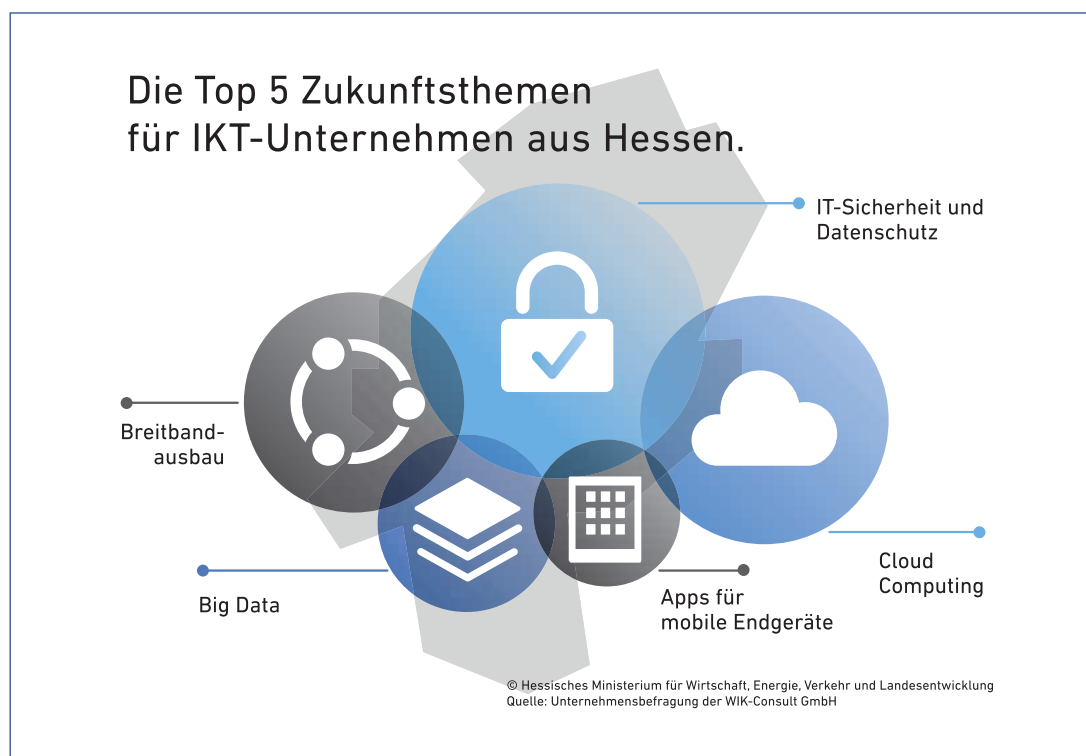 Die Top 5 Zukunftsthemen
für IKT-Unternehmen aus Hessen.
IT-Sicherheit und
Datenschutz
Breitband-
ausbau
Cloud
Computing
Big Data
Apps für
mobile Endgeräte
© Hessisches Ministerium für Wirtschaft, Energie, Verkehr und Landesentwicklung
Quelle: Unternehmensbefragung der WIK-Consult GmbH